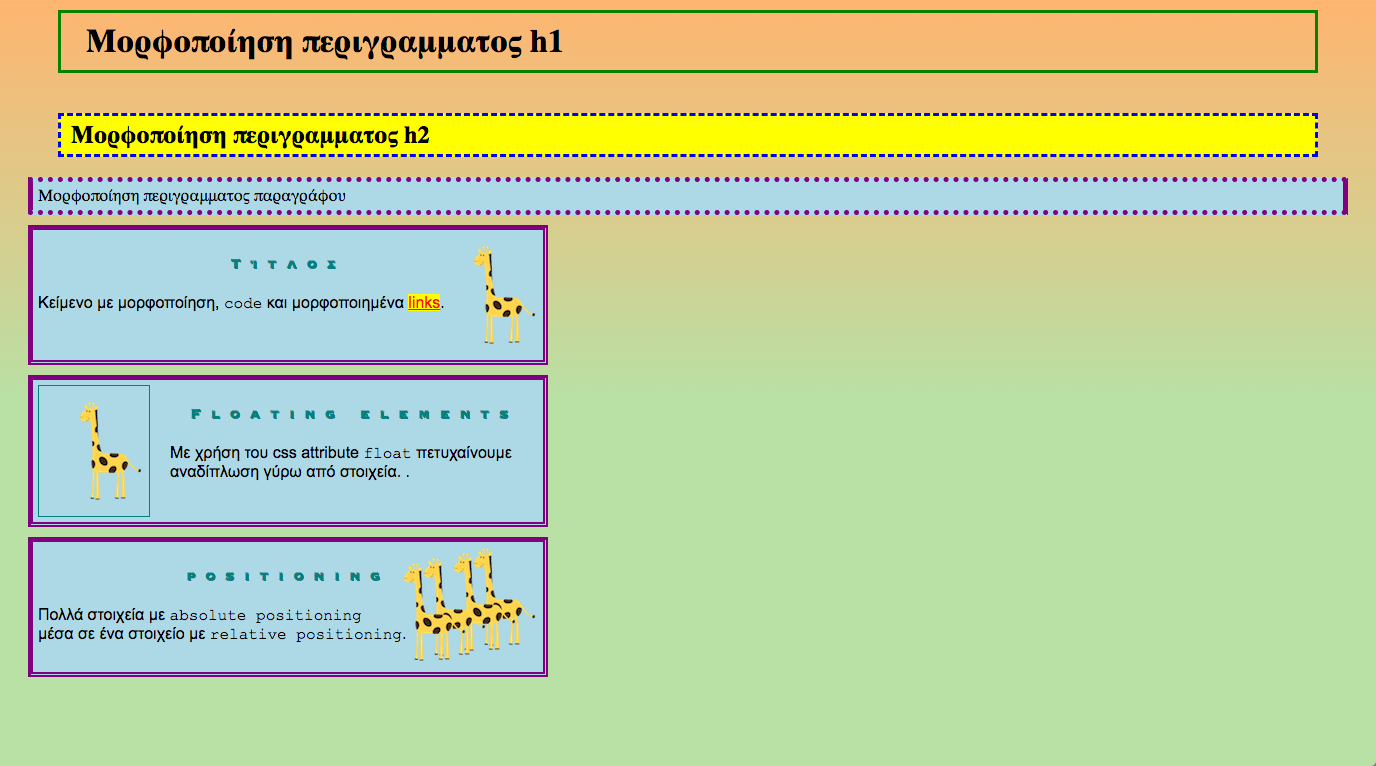 Μορφοποίηση περιγραμματος h1
Μορφοποίηση περιγραμματος h2
Μορφοποίηση περιγραμματος παραγράφου
Τίτλος
Κείμενο με μορφοποίηση, code και μορφοποιημένα links.
Floating elements
Με χρήση του css attribute float πετυχαίνουμε
αναδίπλωση γύρω από στοιχεία. .
positioning
Πολλά στοιχεία με absolute positioning
μέσα σε ένα στοιχείο με relative positioning.